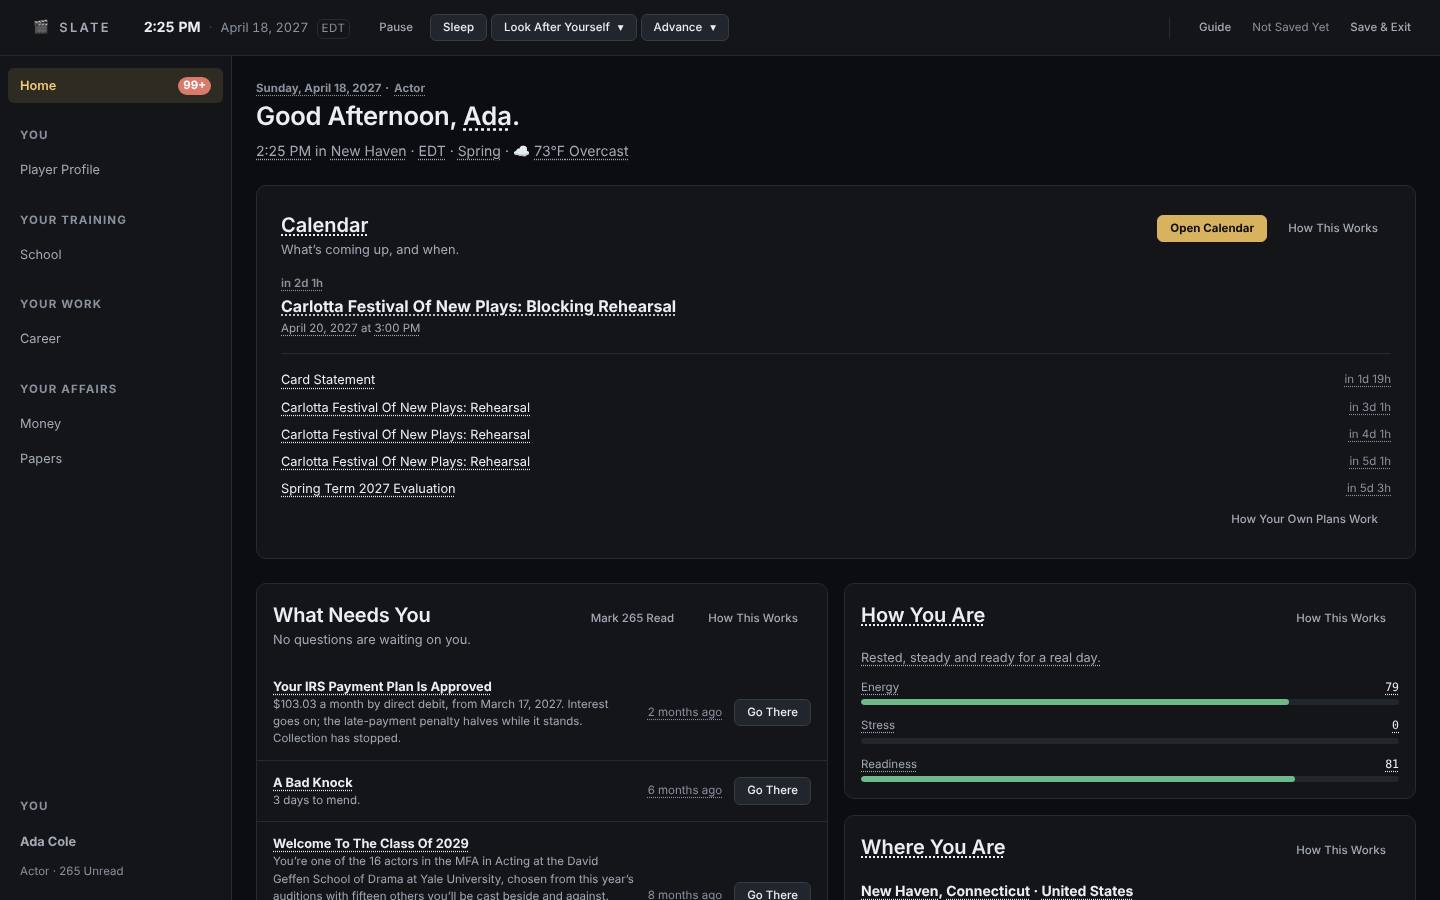 SLATE
2:25 PM · April 18, 2027 EDT
Pause
Sleep
Look After Yourself ▾
Advance ▾
Guide
Not Saved Yet
Save & Exit
Home
99+
YOU
Player Profile
YOUR TRAINING
School
YOUR WORK
Career
YOUR AFFAIRS
Money
Papers
YOU
Ada Cole
Actor · 265 Unread
Sunday, April 18, 2027 · Actor
Good Afternoon, Ada.
2:25 PM in New Haven · EDT · Spring · 73°F Overcast
Calendar
What's coming up, and when.
Open Calendar
How This Works
in 2d 1h
Carlotta Festival Of New Plays: Blocking Rehearsal
April 20, 2027 at 3:00 PM
Card Statement
in 1d 19h
Carlotta Festival Of New Plays: Rehearsal
in 3d 1h
Carlotta Festival Of New Plays: Rehearsal
in 4d 1h
Carlotta Festival Of New Plays: Rehearsal
in 5d 1h
Spring Term 2027 Evaluation
in 5d 3h
How Your Own Plans Work
What Needs You
Mark 265 Read
How This Works
No questions are waiting on you.
Your IRS Payment Plan Is Approved
$103.03 a month by direct debit, from March 17, 2027. Interest
goes on; the late-payment penalty halves while it stands.
Collection has stopped.
2 months ago
Go There
A Bad Knock
3 days to mend.
6 months ago
Go There
Welcome To The Class Of 2029
You're one of the 16 actors in the MFA in Acting at the David
Geffen School of Drama at Yale University, chosen from this year's
auditions with fifteen others you'll be cast beside and against.
8 months ago
Go There
How You Are
How This Works
Rested, steady and ready for a real day.
Energy
79
Stress
0
Readiness
81
Where You Are
How This Works
New Haven, Connecticut · United States